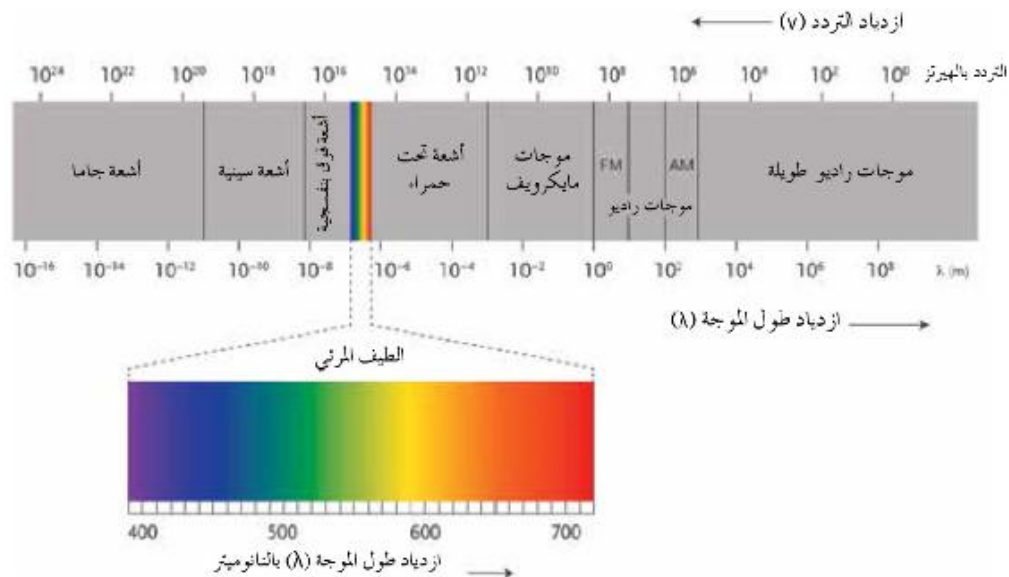 ازدياد التردد (ν)
10²⁴ 10²² 10²⁰ 10¹⁸ 10¹⁶ 10¹⁴ 10¹² 10¹⁰ 10⁸ 10⁶ 10⁴ 10² 10⁰ التردد بالهيرتز
أشعة جاما
أشعة سينية
أشعة فوق بنفسجية
أشعة تحت
حمراء
موجات
مايكرويف
FM
AM
موجات راديو
موجات راديو طويلة
10⁻¹⁶ 10⁻¹⁴ 10⁻¹² 10⁻¹⁰ 10⁻⁸ 10⁻⁶ 10⁻⁴ 10⁻² 10⁰ 10² 10⁴ 10⁶ 10⁸ λ (m)
ازدياد طول الموجة (λ)
الطيف المرئي
400 500 600 700
ازدياد طول الموجة (λ) بالنانوميتر